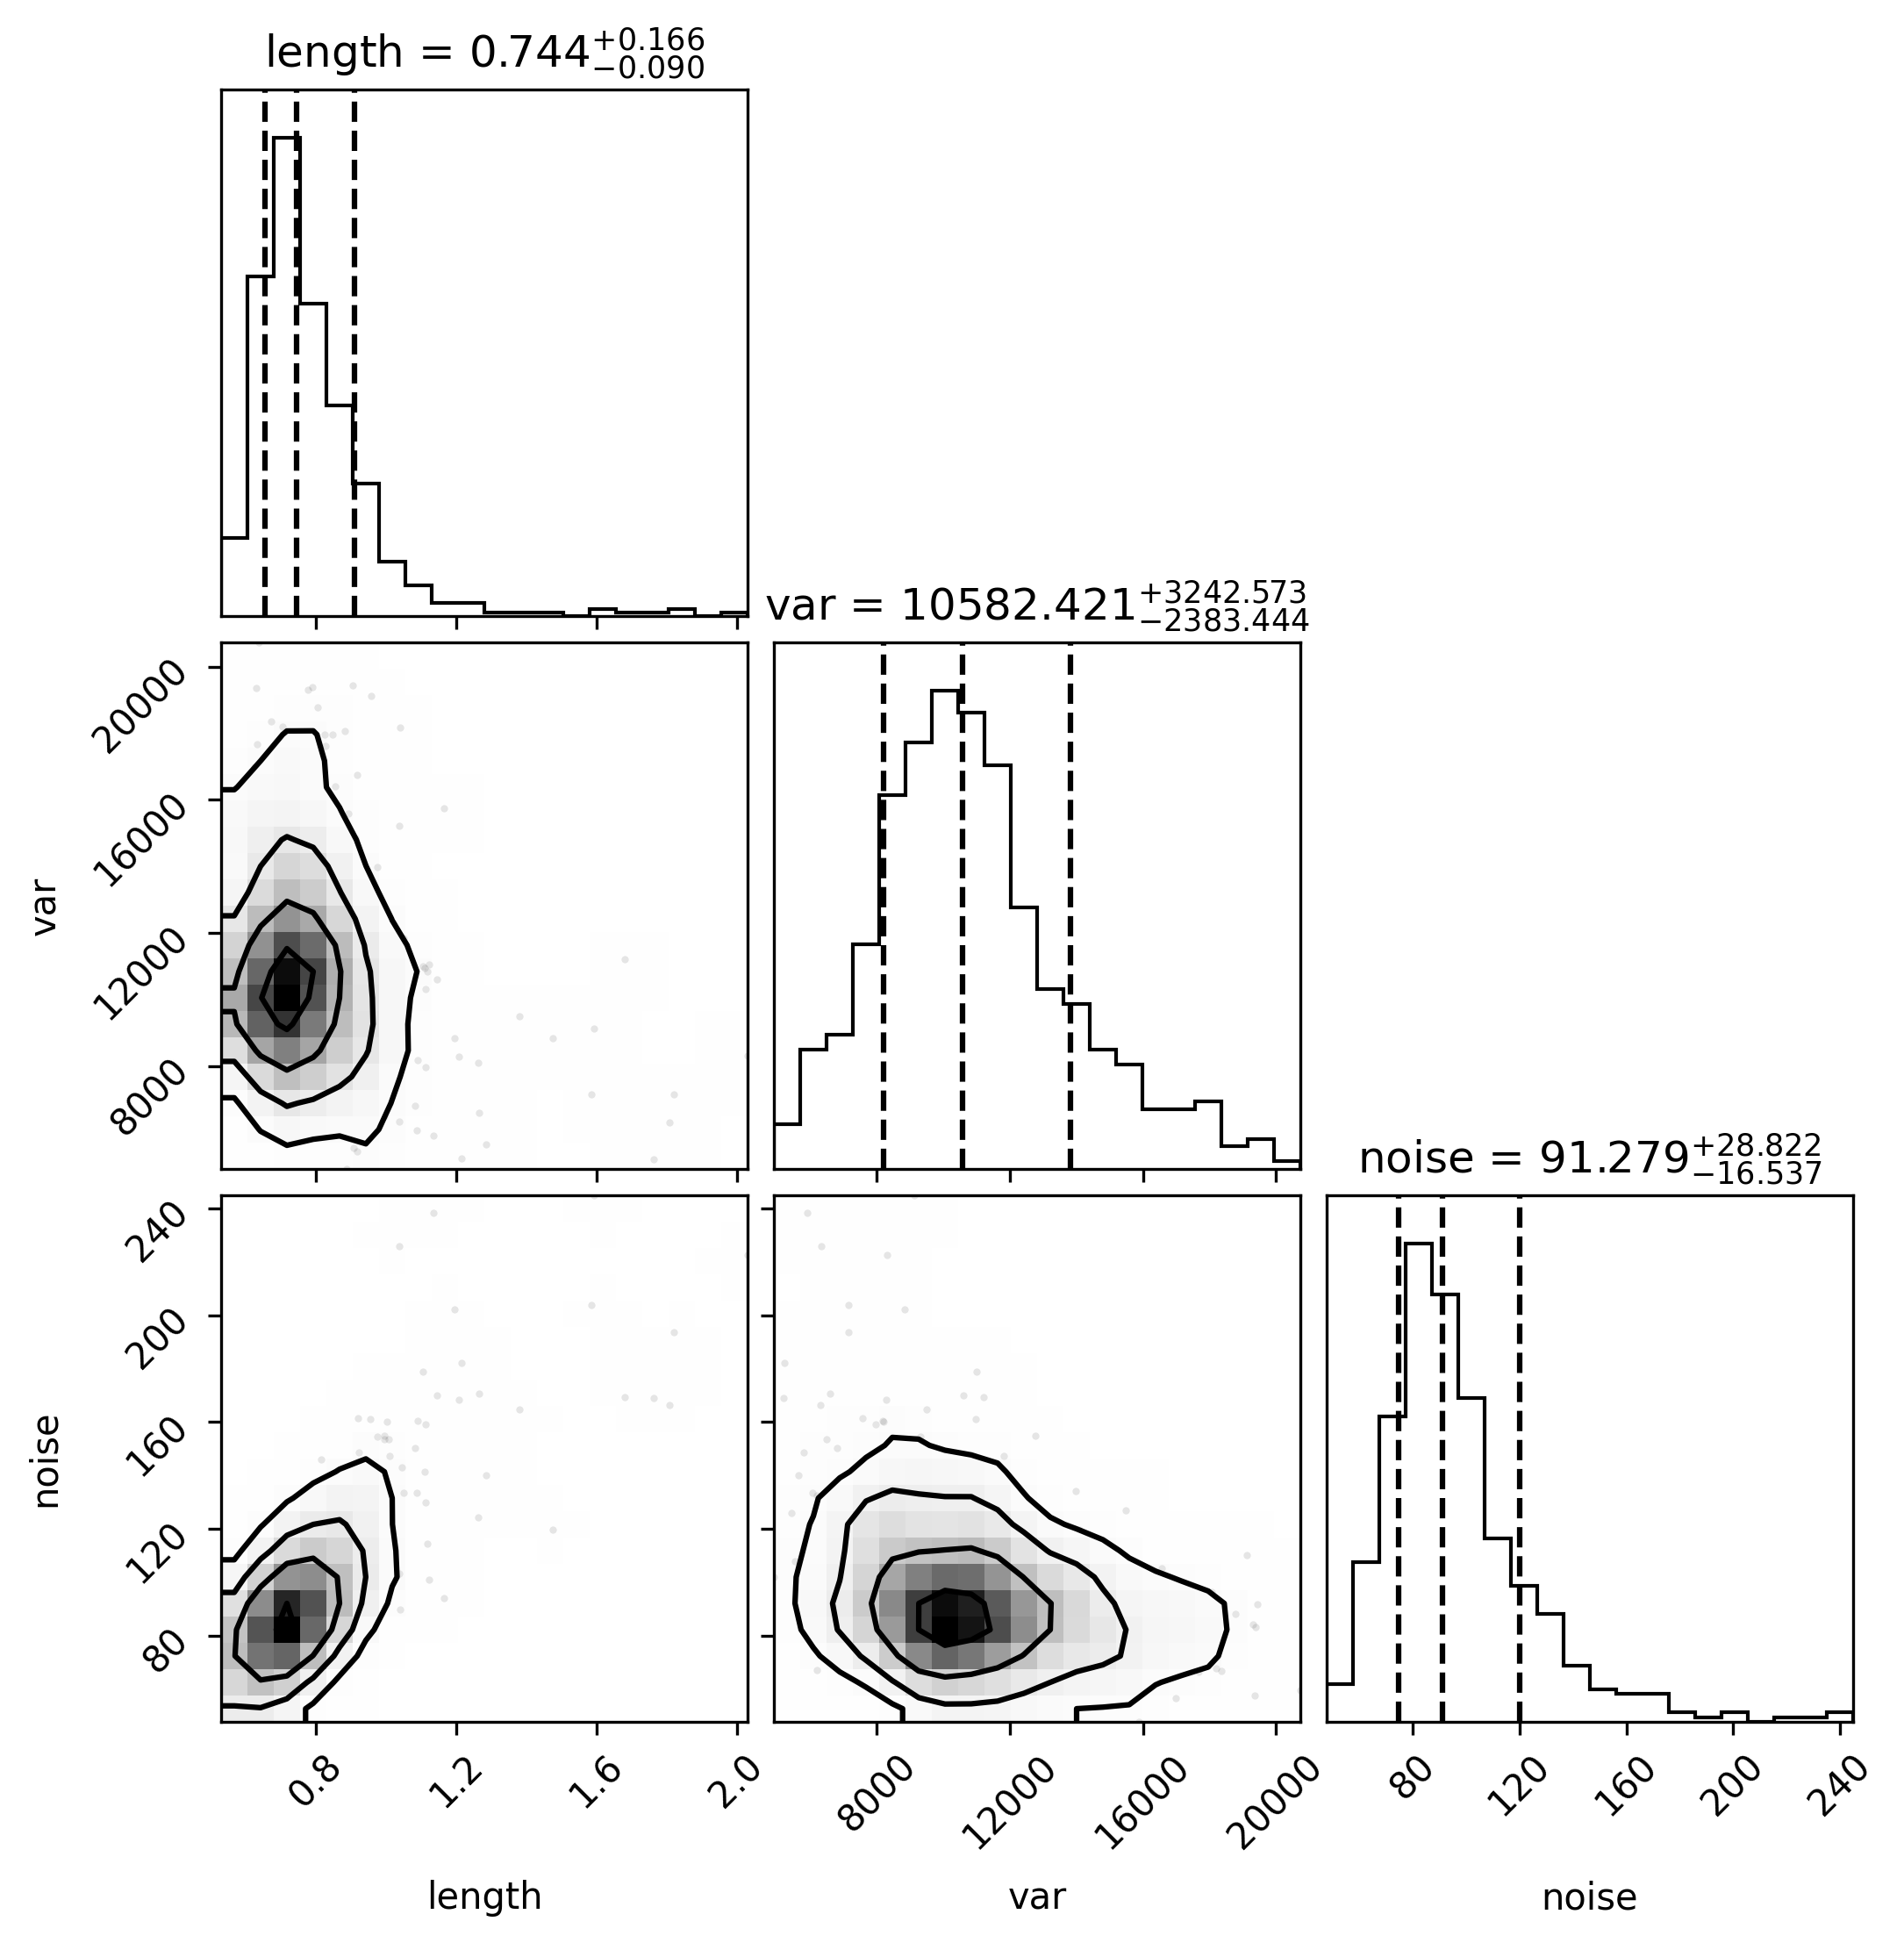 length = 0.744 +0.166 −0.090
var = 10582.421 +3242.573 −2383.444
20000
16000
12000
8000
var
noise = 91.279 +28.822 −16.537
240
200
160
120
80
noise
0.8 1.2 1.6 2.0 8000 12000 16000 20000 80 120 160 200 240
length var noise